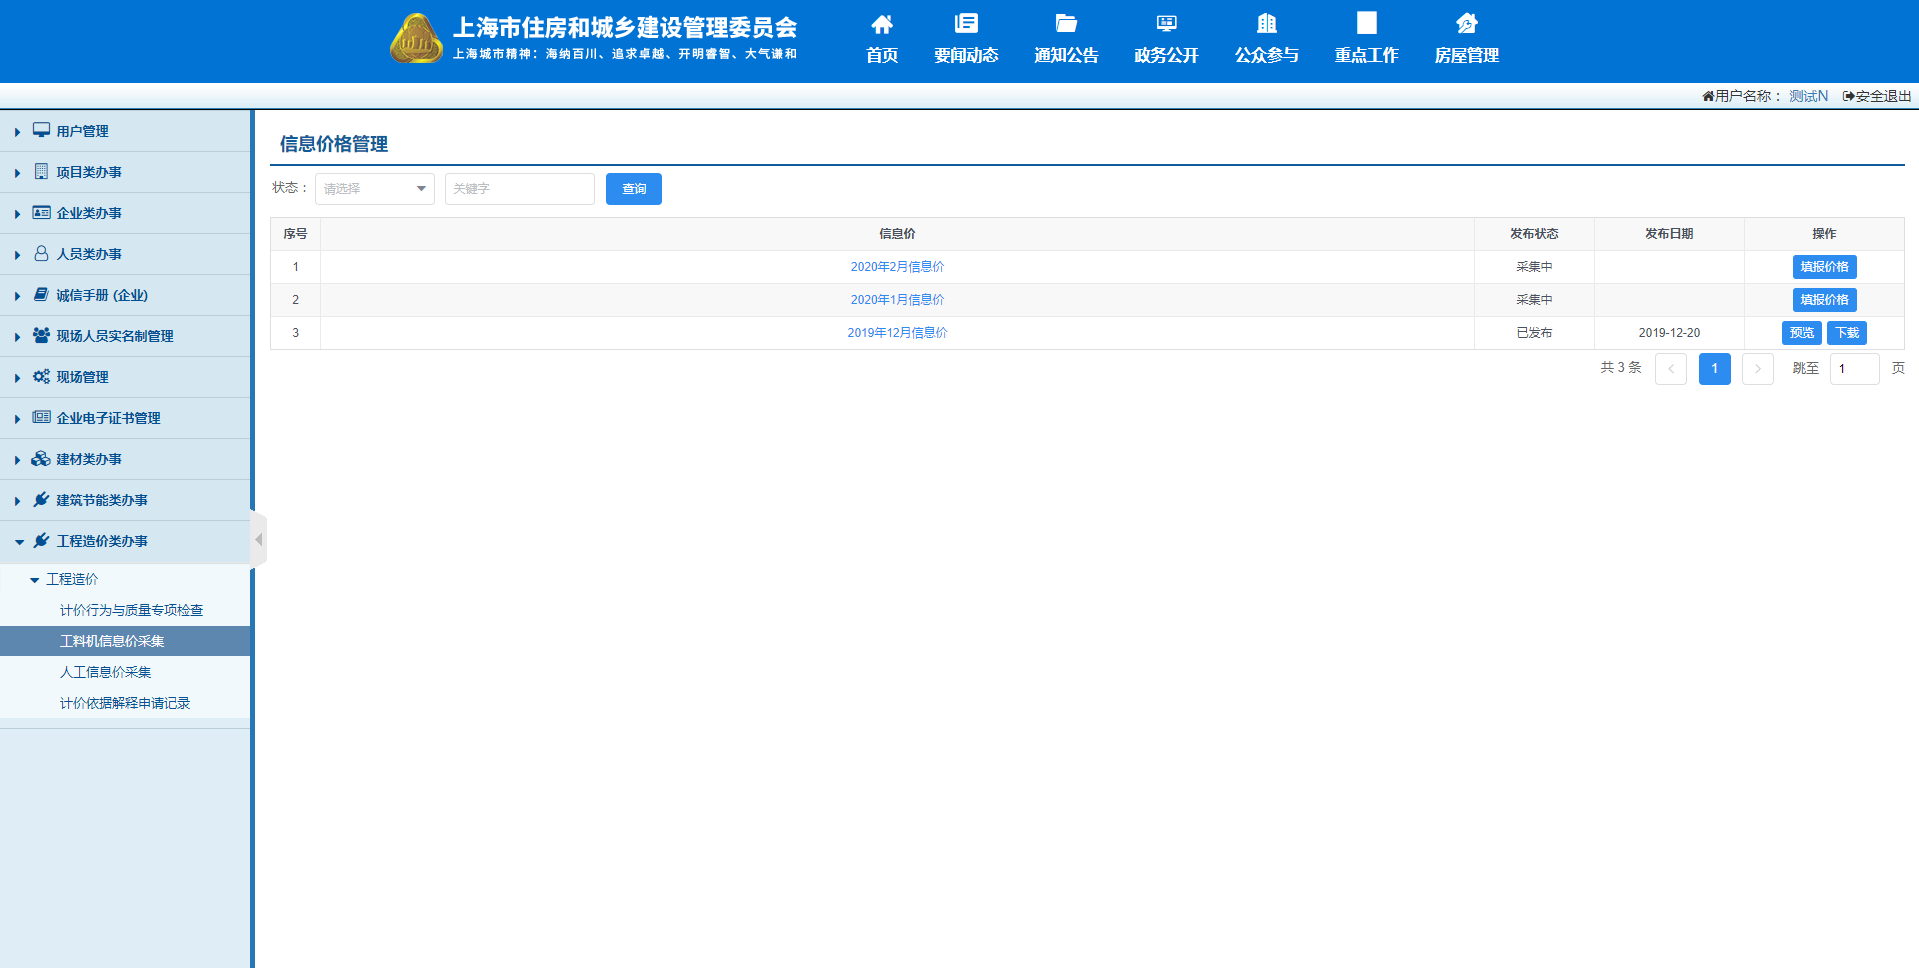 上海市住房和城乡建设管理委员会
上海城市精神：海纳百川、追求卓越、开明睿智、大气谦和
首页 要闻动态 通知公告 政务公开 公众参与 重点工作 房屋管理
用户名称： 测试N 安全退出
用户管理
项目类办事
企业类办事
人员类办事
诚信手册 (企业)
现场人员实名制管理
现场管理
企业电子证书管理
建材类办事
建筑节能类办事
工程造价类办事
工程造价
计价行为与质量专项检查
工料机信息价采集
人工信息价采集
计价依据解释申请记录
信息价格管理
状态： 请选择 关键字 查询
序号 信息价 发布状态 发布日期 操作
1 2020年2月信息价 采集中 填报价格
2 2020年1月信息价 采集中 填报价格
3 2019年12月信息价 已发布 2019-12-20 预览 下载
共 3 条 < 1 > 跳至 1 页